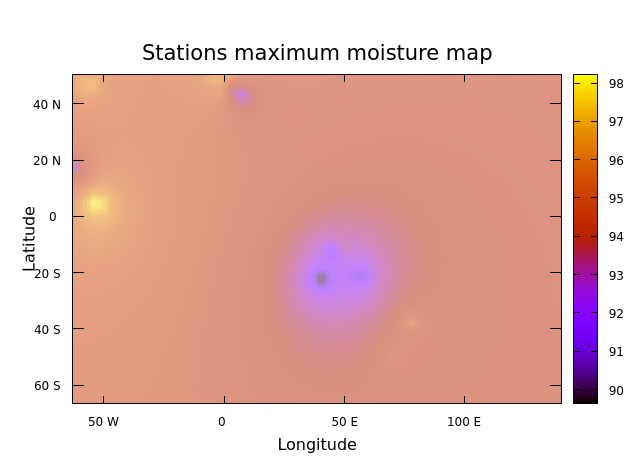 Stations maximum moisture map
40 N
20 N
0
20 S
40 S
60 S
Latitude
50 W
0
50 E
100 E
Longitude
98
97
96
95
94
93
92
91
90